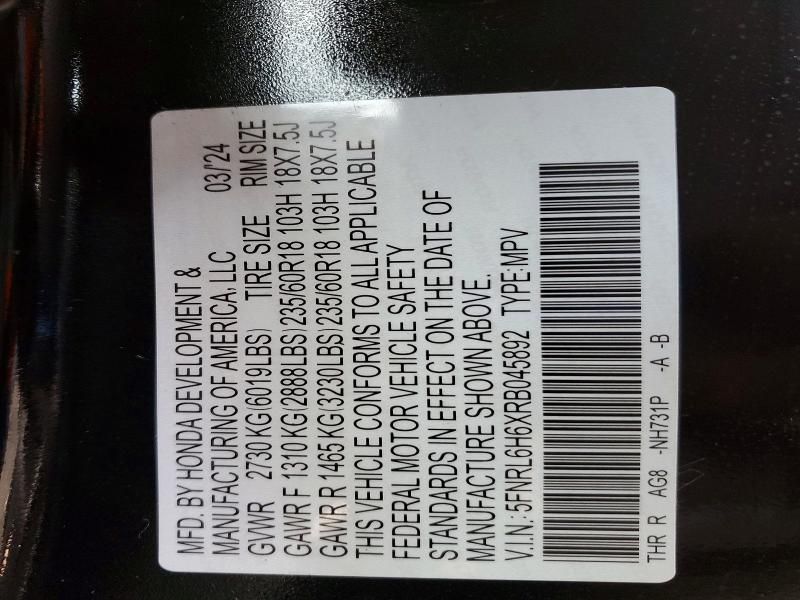 MFD. BY HONDA DEVELOPMENT &
MANUFACTURING OF AMERICA, LLC 03/'24
GVWR 2730 KG (6019LBS) TIRE SIZE RIM SIZE
GAWR F 1310 KG (2888LBS) 235/60R18 103H 18X7.5J
GAWR R 1465 KG (3230LBS) 235/60R18 103H 18X7.5J
THIS VEHICLE CONFORMS TO ALL APPLICABLE
FEDERAL MOTOR VEHICLE SAFETY
STANDARDS IN EFFECT ON THE DATE OF
MANUFACTURE SHOWN ABOVE.
V.I.N.:5FNRL6H6XRB045892 TYPE:MPV
THR R AG8 -NH731P -A -B